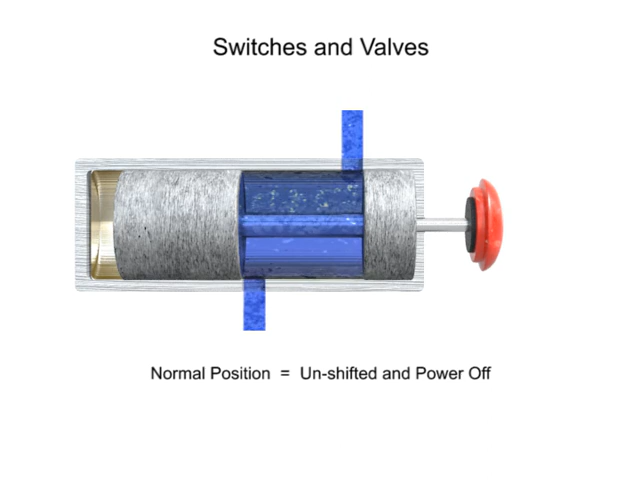 Switches and Valves
Normal Position = Un-shifted and Power Off